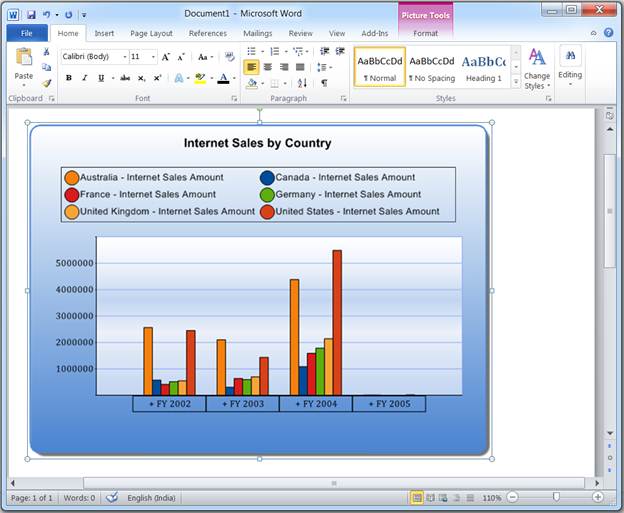 Document1 - Microsoft Word
Picture Tools
File Home Insert Page Layout References Mailings Review View Add-Ins Format
Calibri (Body) 11 A A Aa
AaBbCcDd AaBbCcDd AaBbCc
Paste
B I U abc x₂ x² A ab A
¶ Normal ¶ No Spacing Heading 1
Change Styles
Editing
Clipboard Font Paragraph Styles
Internet Sales by Country
Australia - Internet Sales Amount Canada - Internet Sales Amount
France - Internet Sales Amount Germany - Internet Sales Amount
United Kingdom - Internet Sales Amount United States - Internet Sales Amount
5000000
4000000
3000000
2000000
1000000
+ FY 2002 + FY 2003 + FY 2004 + FY 2005
Page: 1 of 1 Words: 0 English (India) 110%